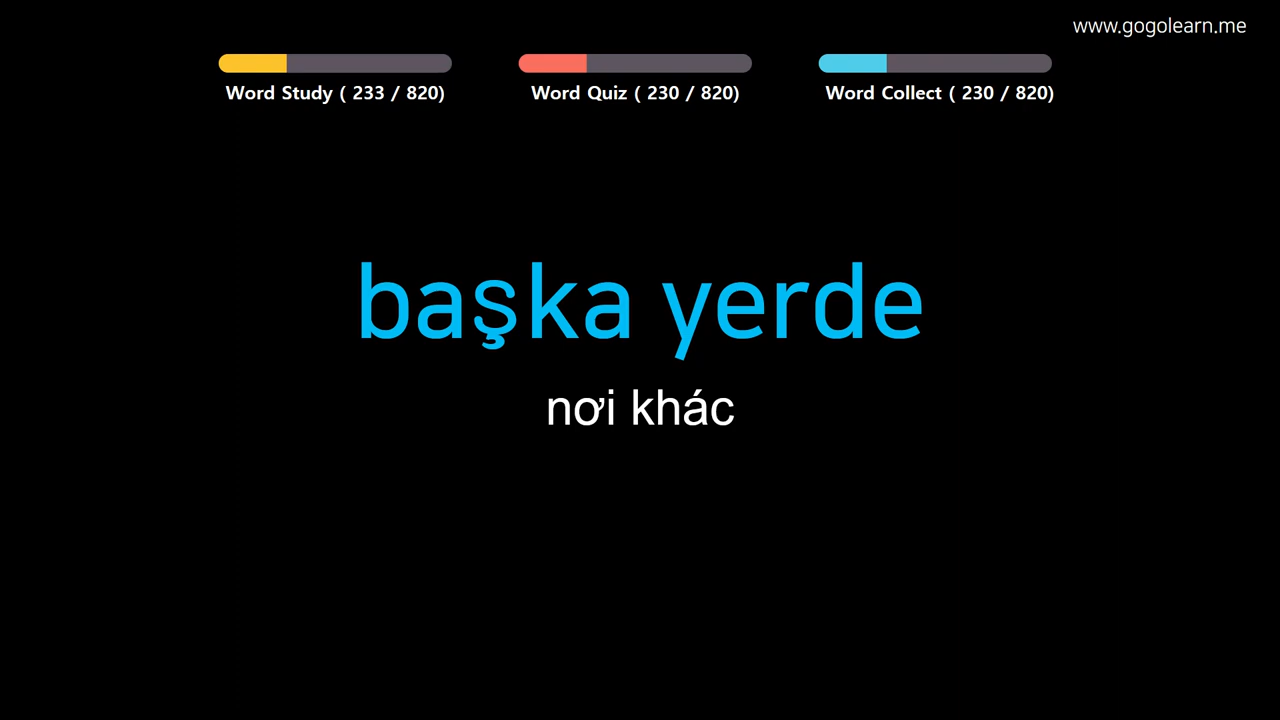 www.gogolearn.me
Word Study ( 233 / 820)
Word Quiz ( 230 / 820)
Word Collect ( 230 / 820)
başka yerde
nơi khác